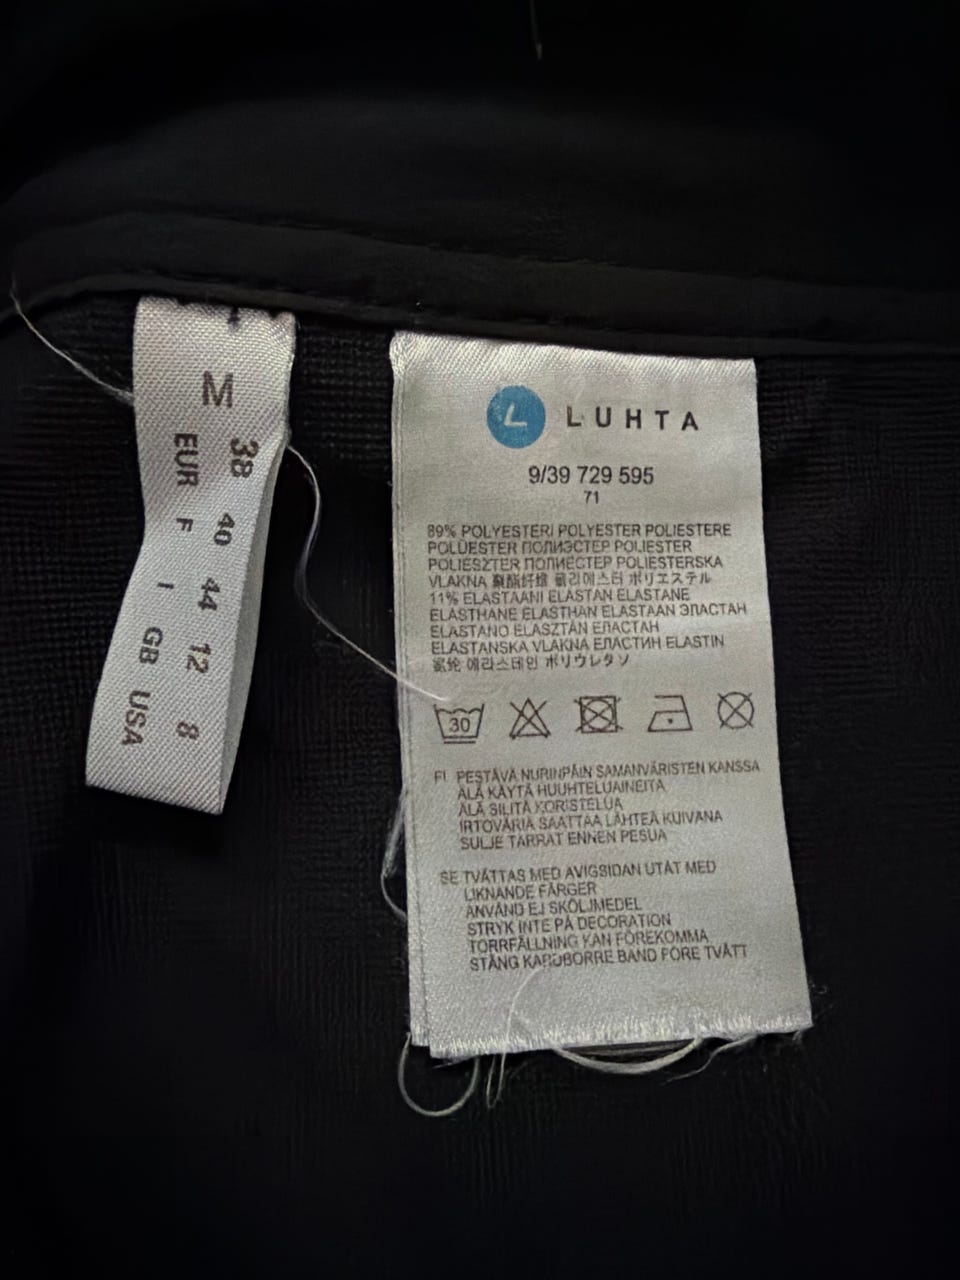 M
38 40 44 12 8
EUR F I GB USA
LUHTA
9/39 729 595
71
89% POLYESTERI POLYESTER POLIESTERE
POLÜESTER ПОЛИЭСТЕР POLIESTER
POLIESZTER ПОЛИЕСТЕР POLIESTERSKA
VLAKNA 聚酯纤维 폴리에스터 ポリエステル
11% ELASTAANI ELASTAN ELASTANE
ELASTHANE ELASTHAN ELASTAAN ЭЛАСТАН
ELASTANO ELASZTÁN ЕЛАСТАН
ELASTANSKA VLAKNA ЕЛАСТИН ELASTIN
氨纶 에라스테인 ポリウレタン
30
FI PESTÄVÄ NURINPÄIN SAMANVÄRISTEN KANSSA
ÄLÄ KÄYTÄ HUUHTELUAINEITA
ÄLÄ SILITÄ KORISTELUA
IRTOVÄRIÄ SAATTAA LÄHTEÄ KUIVANA
SULJE TARRAT ENNEN PESUA
SE TVÄTTAS MED AVIGSIDAN UTÅT MED
LIKNANDE FÄRGER
ANVÄND EJ SKÖLJMEDEL
STRYK INTE PÅ DECORATION
TORRFÄLLNING KAN FÖREKOMMA
STÄNG KARDBORRE BAND FÖRE TVÄTT